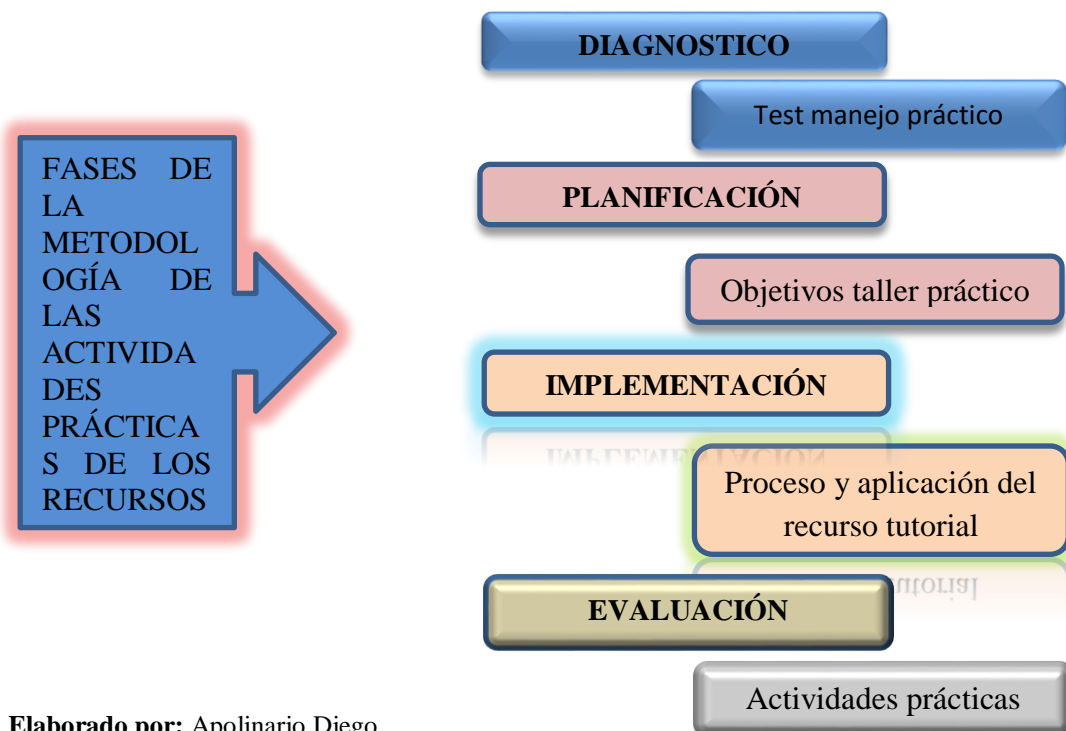 FASES DE
LA
METODOL
OGÍA DE
LAS
ACTIVIDA
DES
PRÁCTICA
S DE LOS
RECURSOS
DIAGNOSTICO
Test manejo práctico
PLANIFICACIÓN
Objetivos taller práctico
IMPLEMENTACIÓN
Proceso y aplicación del
recurso tutorial
EVALUACIÓN
Actividades prácticas
Elaborado por: Apolinario Diego